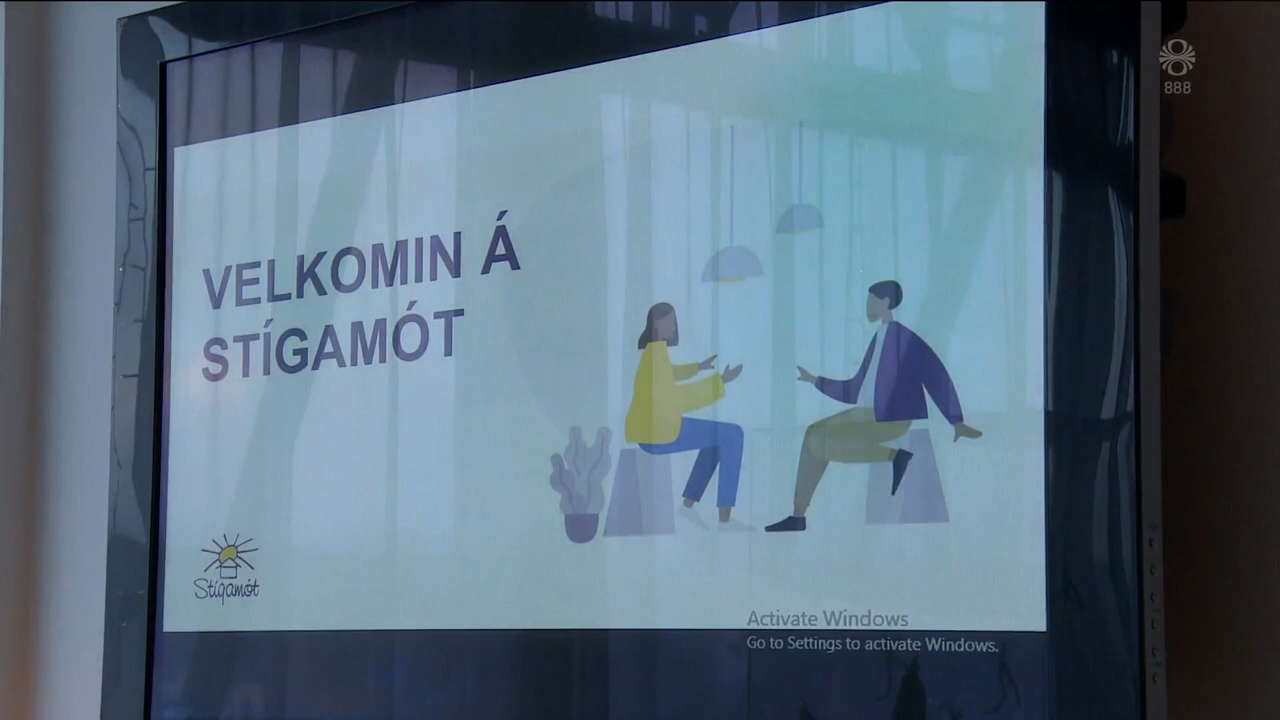 888
VELKOMIN Á
STÍGAMÓT
Stígamót
Activate Windows
Go to Settings to activate Windows.